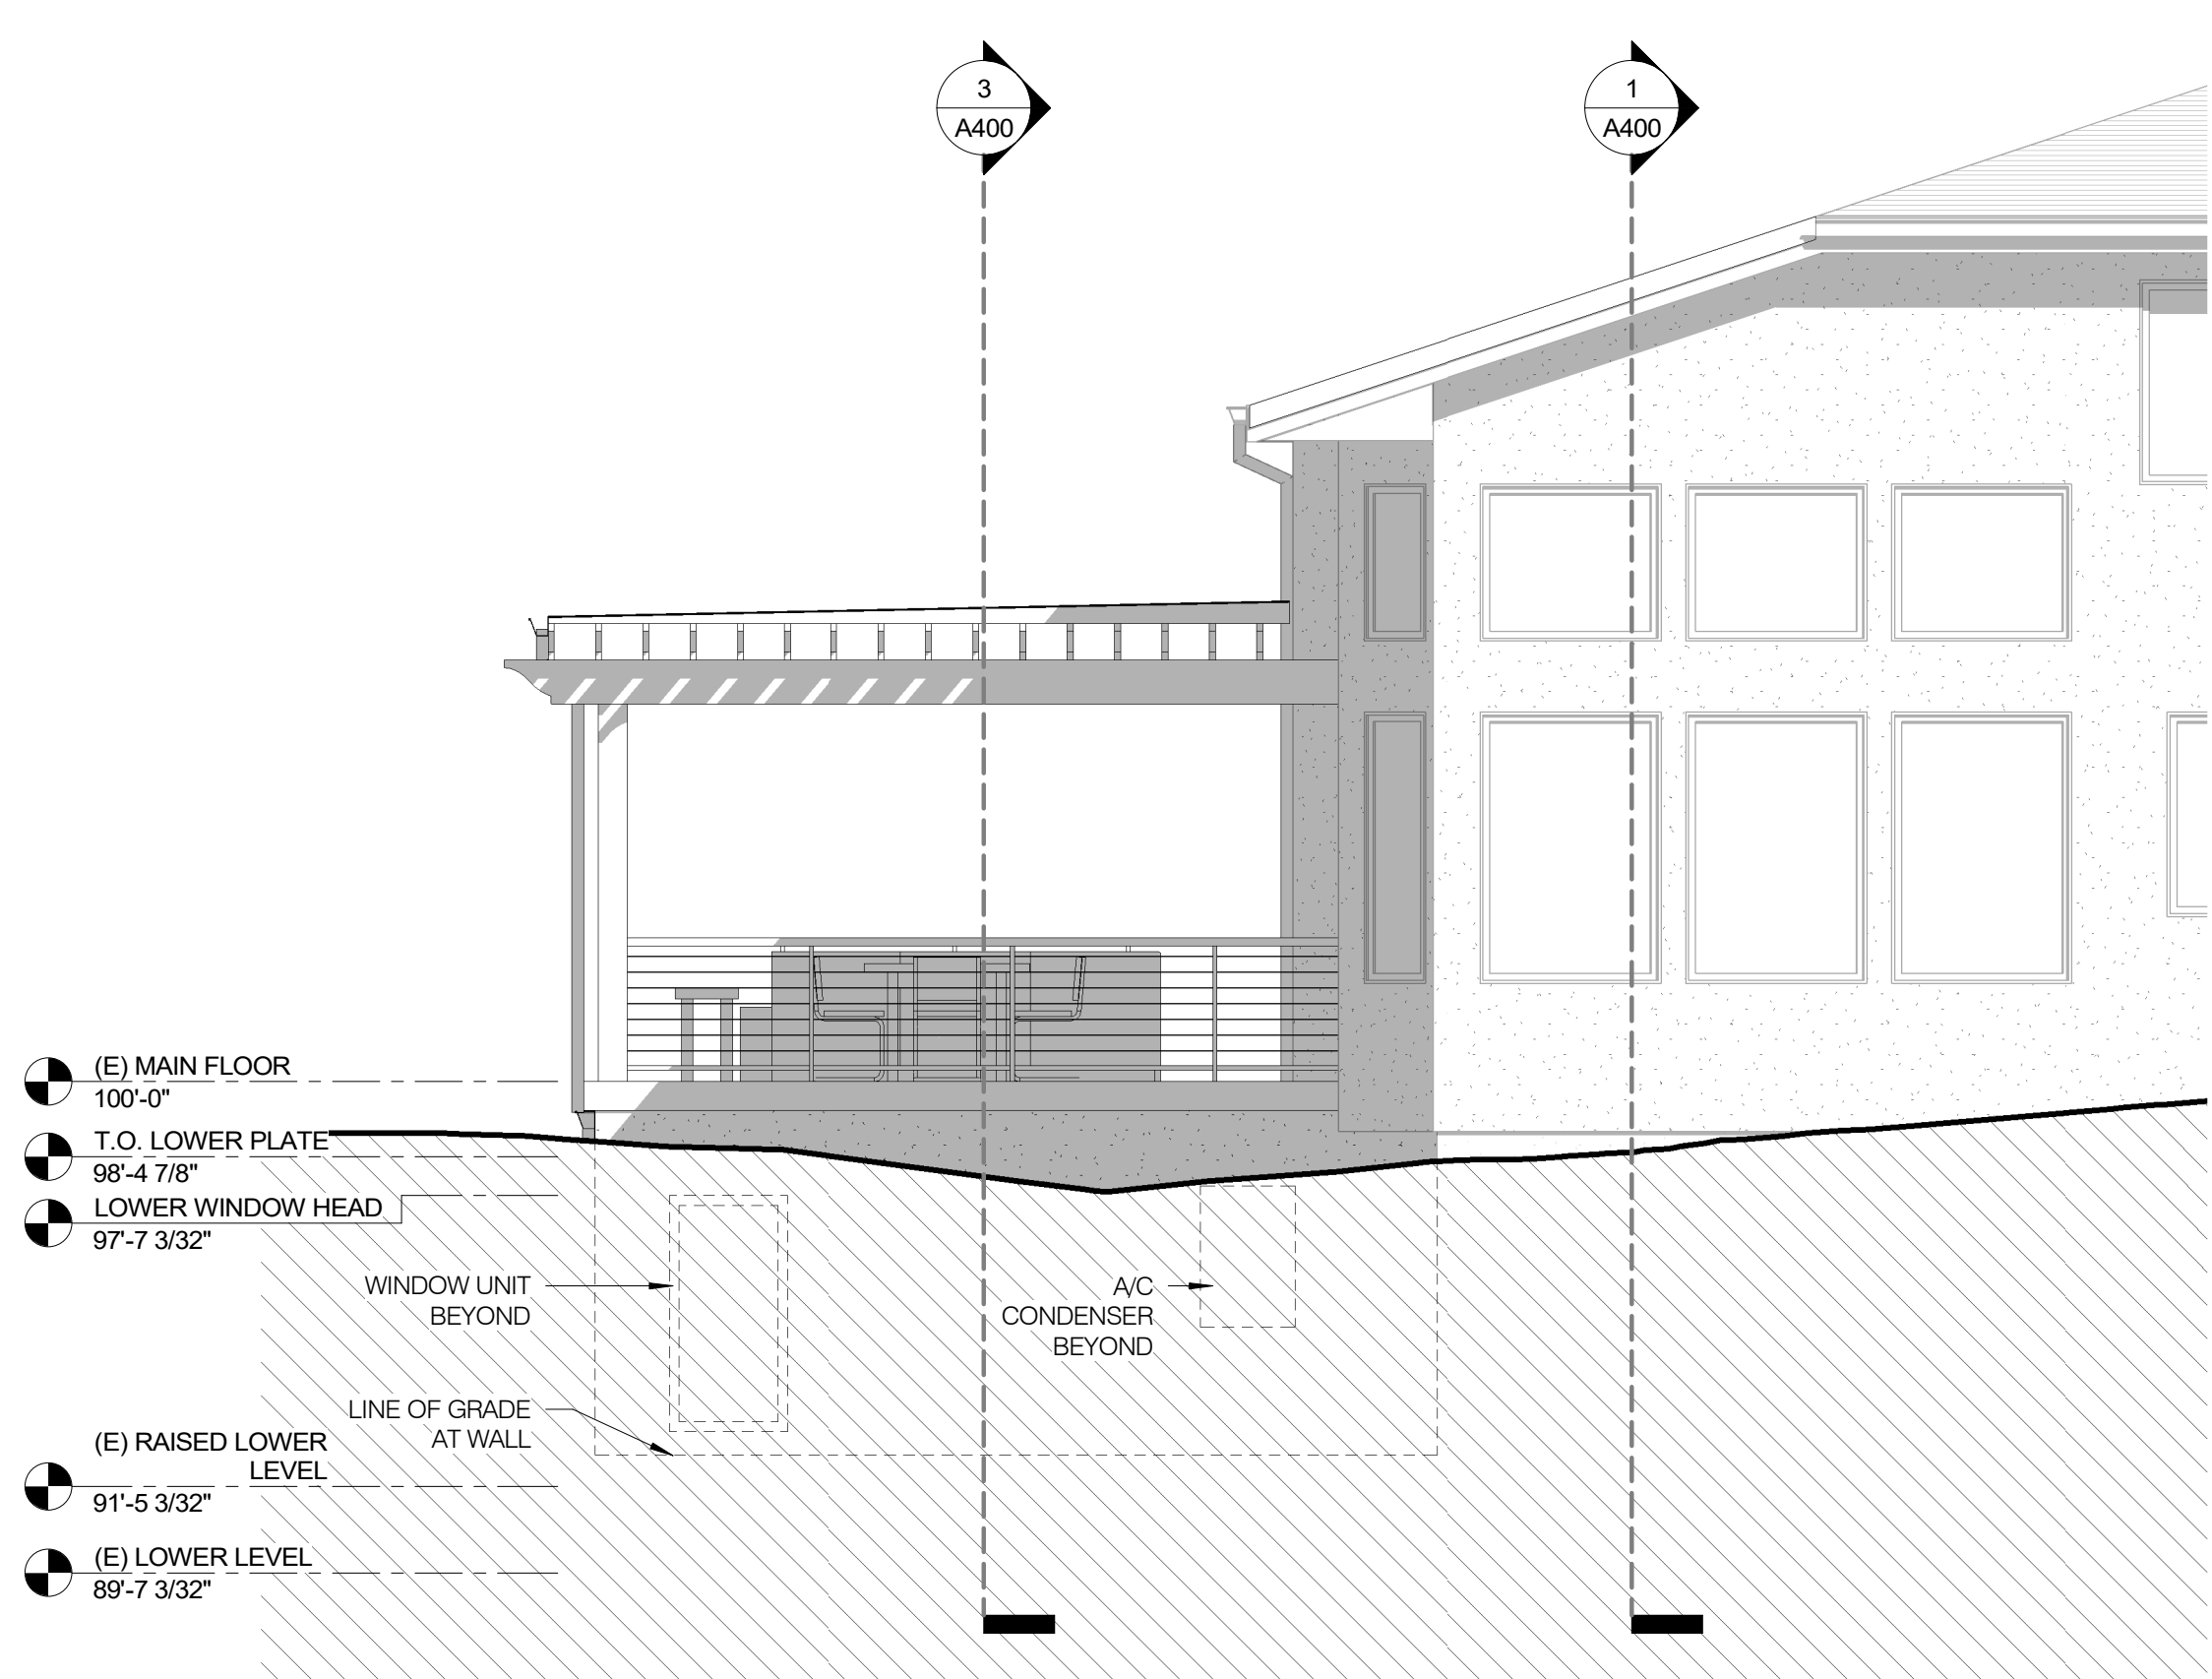 3
A400
1
A400
(E) MAIN FLOOR
100'-0"
T.O. LOWER PLATE
98'-4 7/8"
LOWER WINDOW HEAD
97'-7 3/32"
WINDOW UNIT
BEYOND
A/C
CONDENSER
BEYOND
LINE OF GRADE
AT WALL
(E) RAISED LOWER
LEVEL
91'-5 3/32"
(E) LOWER LEVEL
89'-7 3/32"